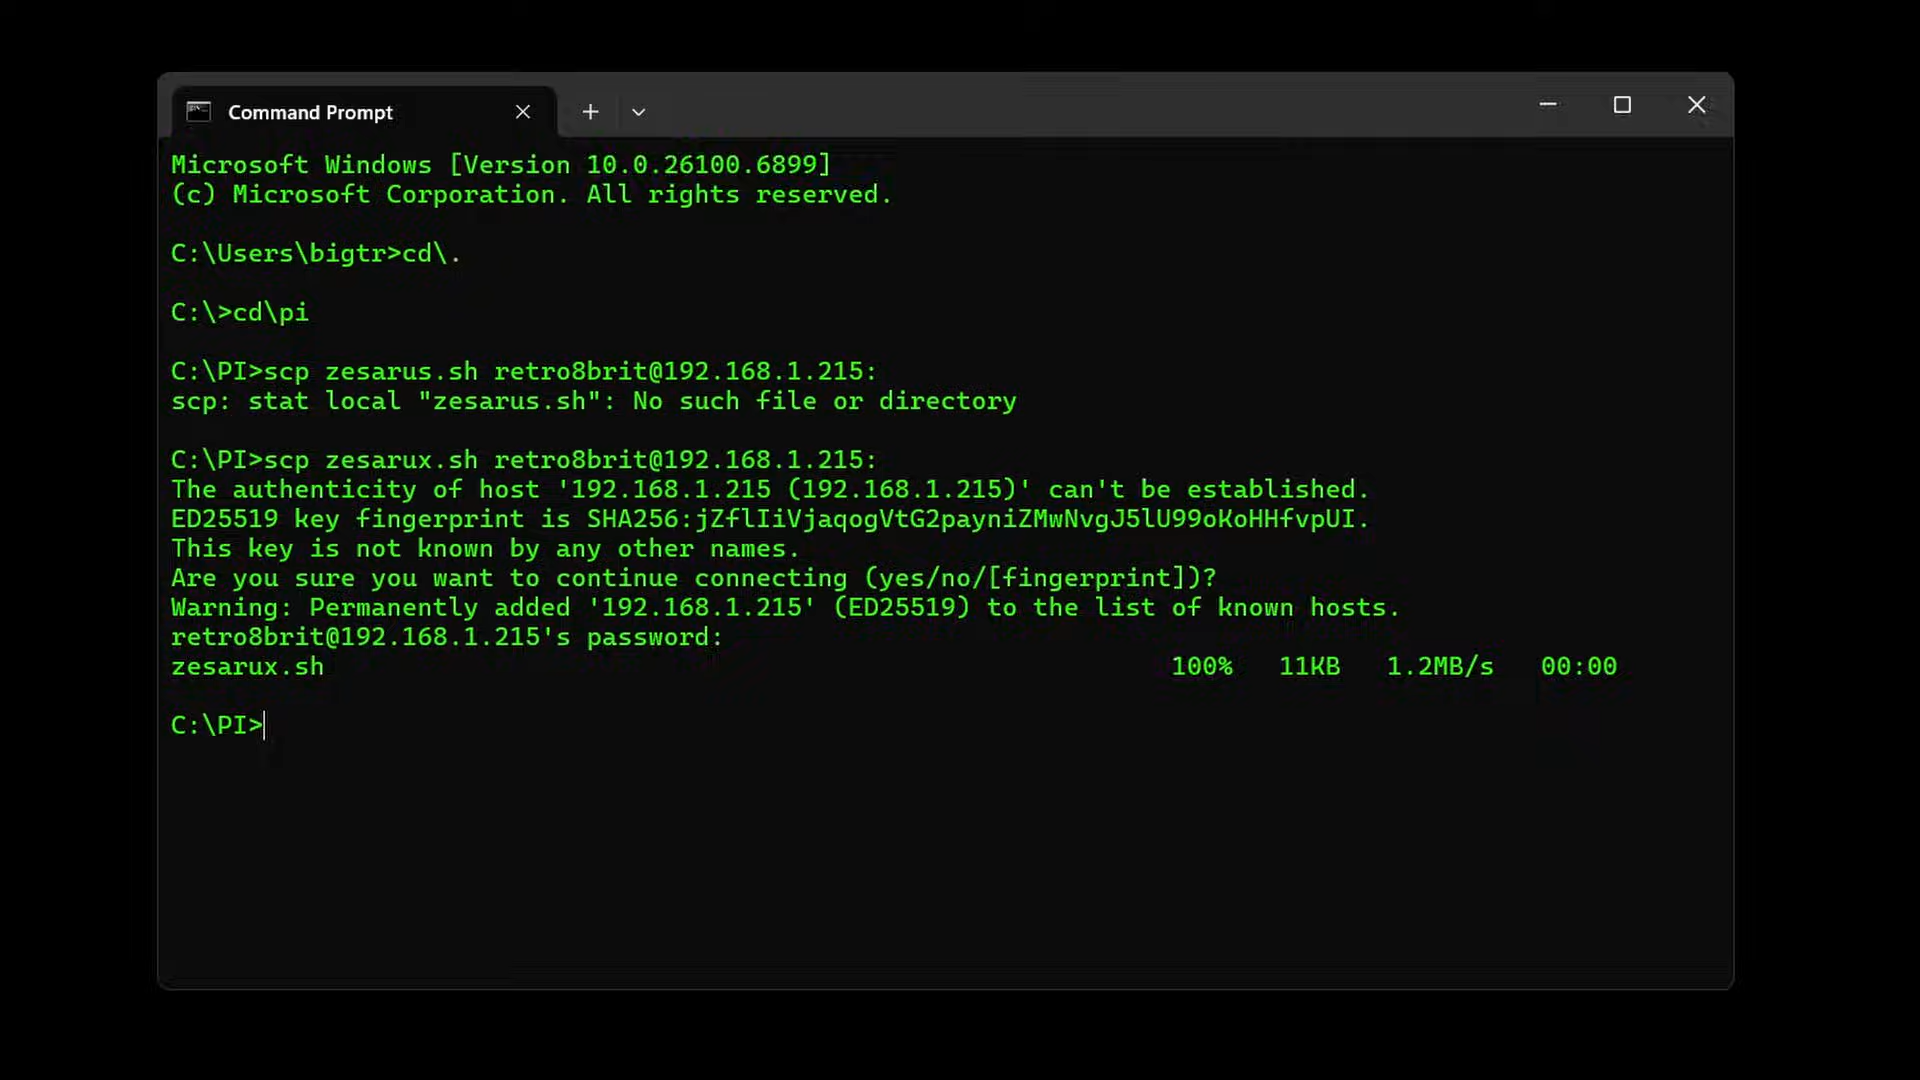 Command Prompt
Microsoft Windows [Version 10.0.26100.6899]
(c) Microsoft Corporation. All rights reserved.
C:\Users\bigtr>cd\.
C:\>cd\pi
C:\PI>scp zesarus.sh retro8brit@192.168.1.215:
scp: stat local "zesarus.sh": No such file or directory
C:\PI>scp zesarux.sh retro8brit@192.168.1.215:
The authenticity of host '192.168.1.215 (192.168.1.215)' can't be established.
ED25519 key fingerprint is SHA256:jZflIiVjaqogVtG2payniZMwNvgJ5lU99oKoHHfvpUI.
This key is not known by any other names.
Are you sure you want to continue connecting (yes/no/[fingerprint])?
Warning: Permanently added '192.168.1.215' (ED25519) to the list of known hosts.
retro8brit@192.168.1.215's password:
zesarux.sh 100% 11KB 1.2MB/s 00:00
C:\PI>